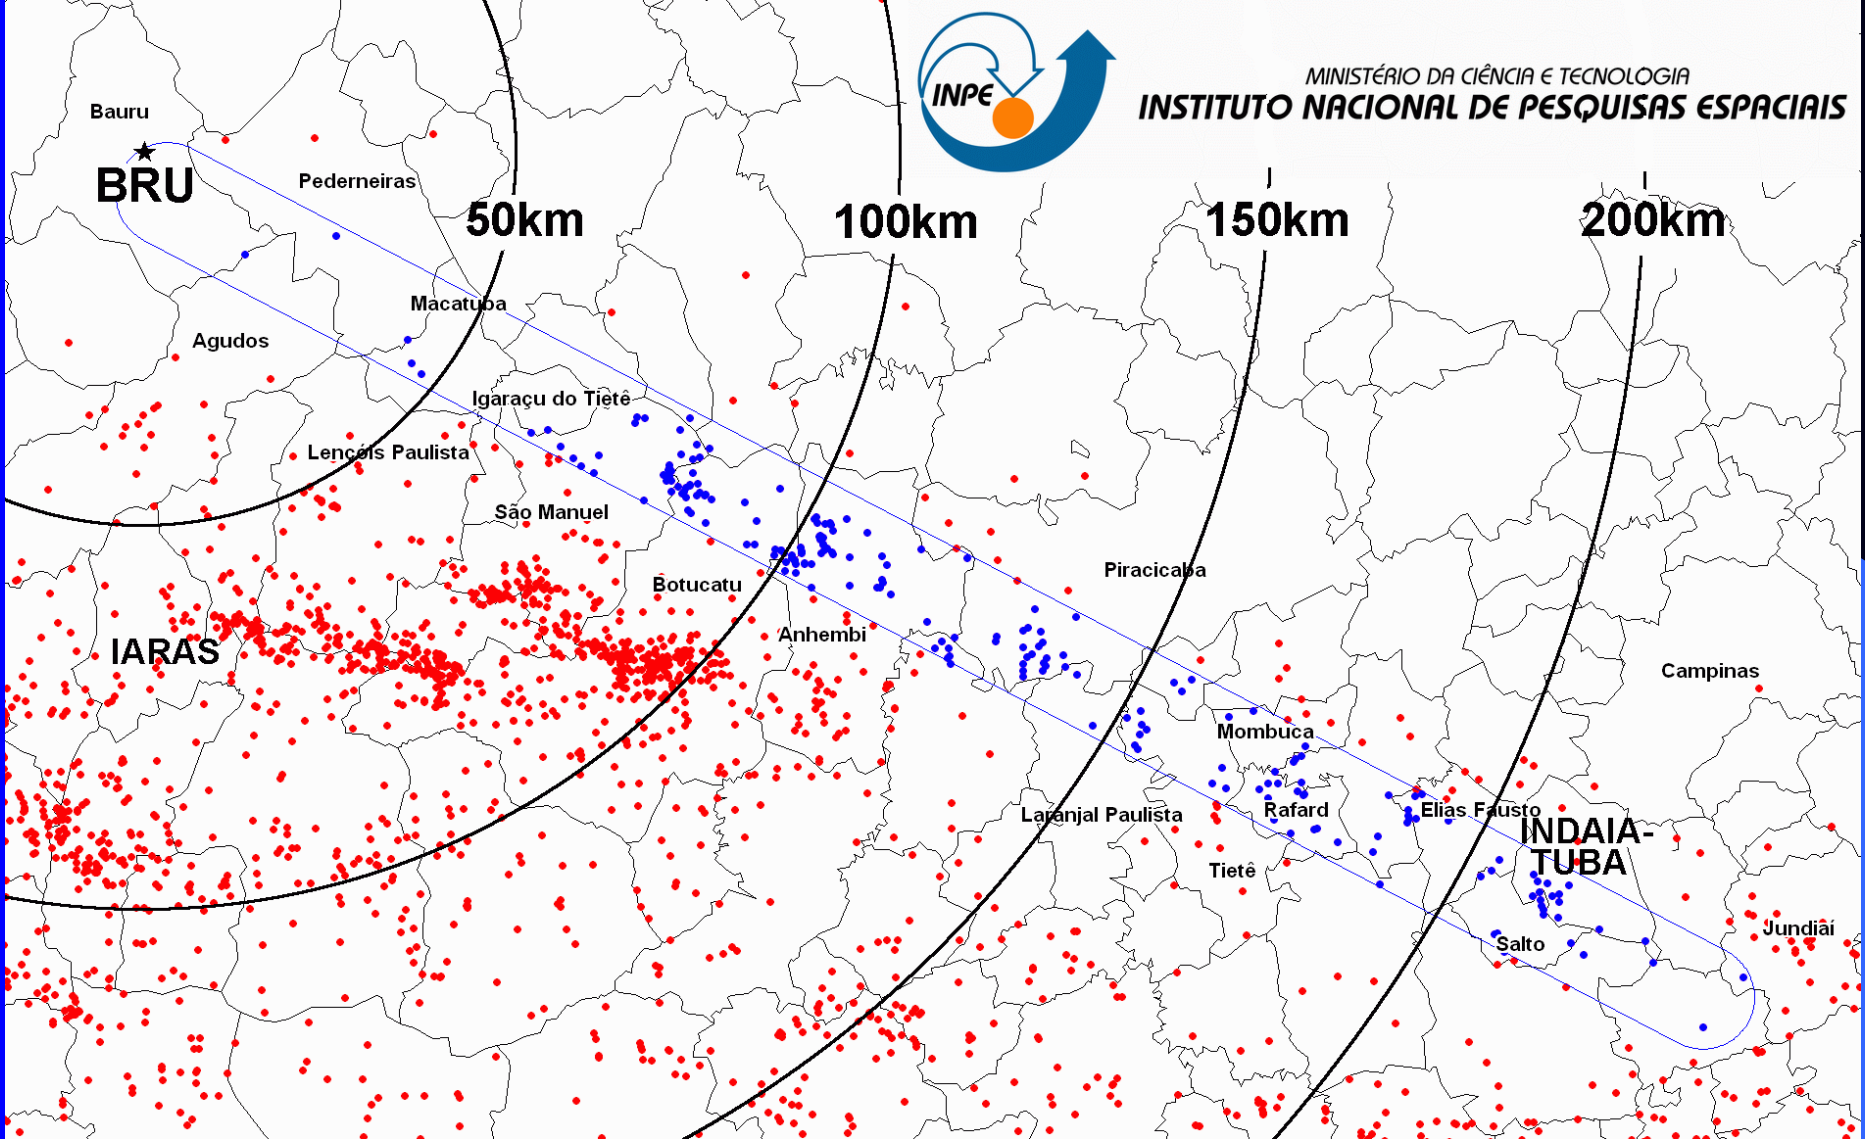 INPE
MINISTÉRIO DA CIÊNCIA E TECNOLOGIA
INSTITUTO NACIONAL DE PESQUISAS ESPACIAIS
Bauru
BRU
Pederneiras
50km
100km
150km
200km
Macatuba
Agudos
Igaraçu do Tietê
Lençóis Paulista
São Manuel
Piracicaba
Botucatu
Anhembi
IARAS
Campinas
Mombuca
Laranjal Paulista
Rafard
Elias Fausto
INDAIA-
TUBA
Tietê
Jundiaí
Salto